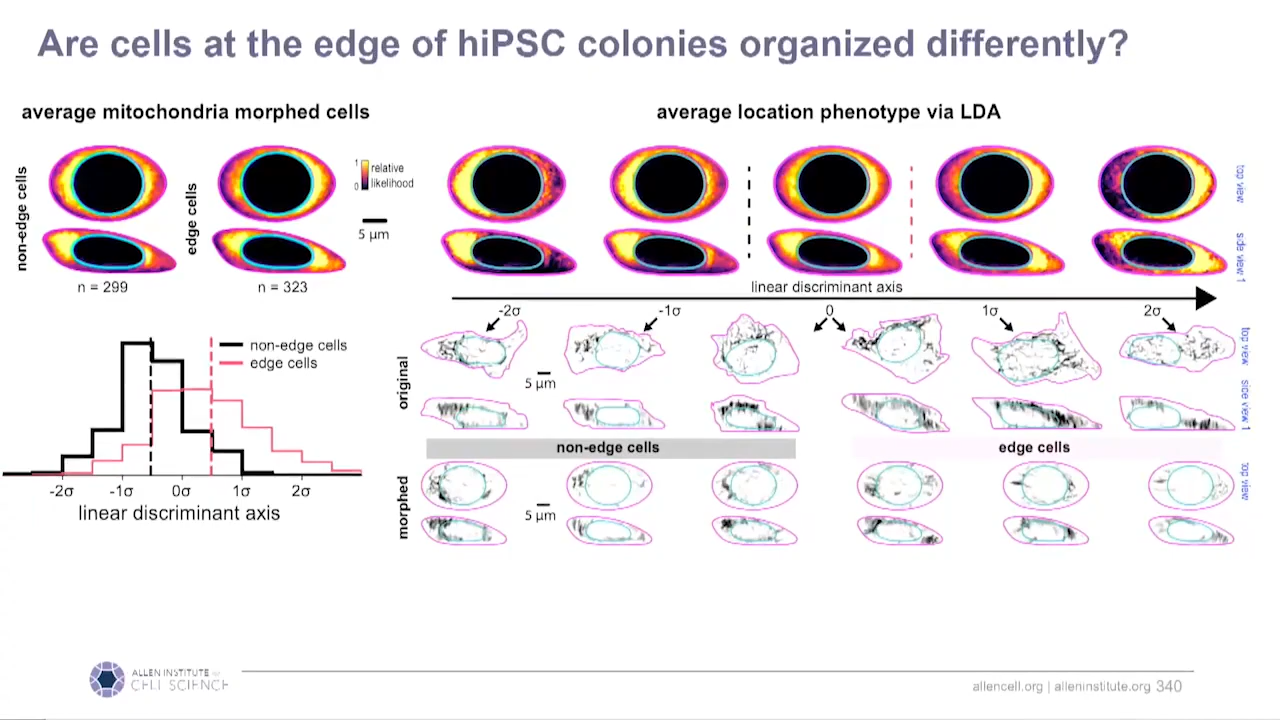 Are cells at the edge of hiPSC colonies organized differently?
average mitochondria morphed cells
average location phenotype via LDA
non-edge cells
edge cells
1
0
relative
likelihood
5 µm
n = 299
n = 323
top view
side view 1
linear discriminant axis
-2σ
-1σ
0
1σ
2σ
non-edge cells
edge cells
-2σ
-1σ
0σ
1σ
2σ
linear discriminant axis
original
5 µm
top view
side view 1
non-edge cells
edge cells
morphed
5 µm
top view
ALLEN INSTITUTE for
CELL SCIENCE
allencell.org | alleninstitute.org 340